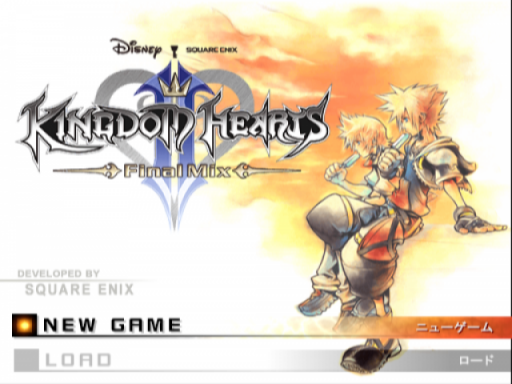 Disney SQUARE ENIX
KINGDOM HEARTS
II
Final Mix
DEVELOPED BY
SQUARE ENIX
NEW GAME ニューゲーム
LOAD ロード